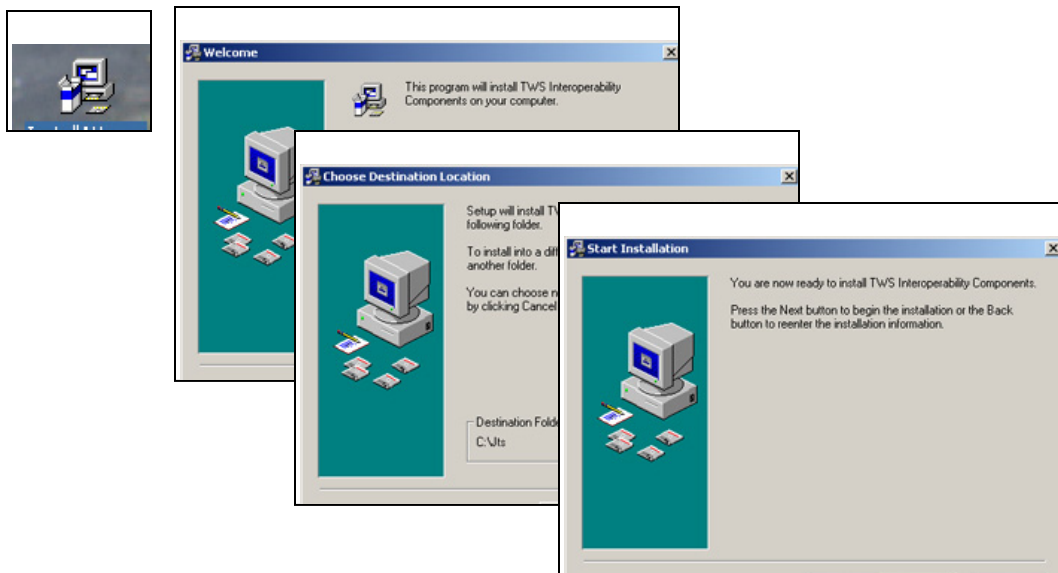 Welcome
This program will install TWS Interoperability
Components on your computer.
Choose Destination Location
Setup will install
following folder.
To install into a
another folder.
You can choose
by clicking Cancel
Destination
C:\Jts
Start Installation
You are now ready to install TWS Interoperability Components.
Press the Next button to begin the installation or the Back
button to reenter the installation information.